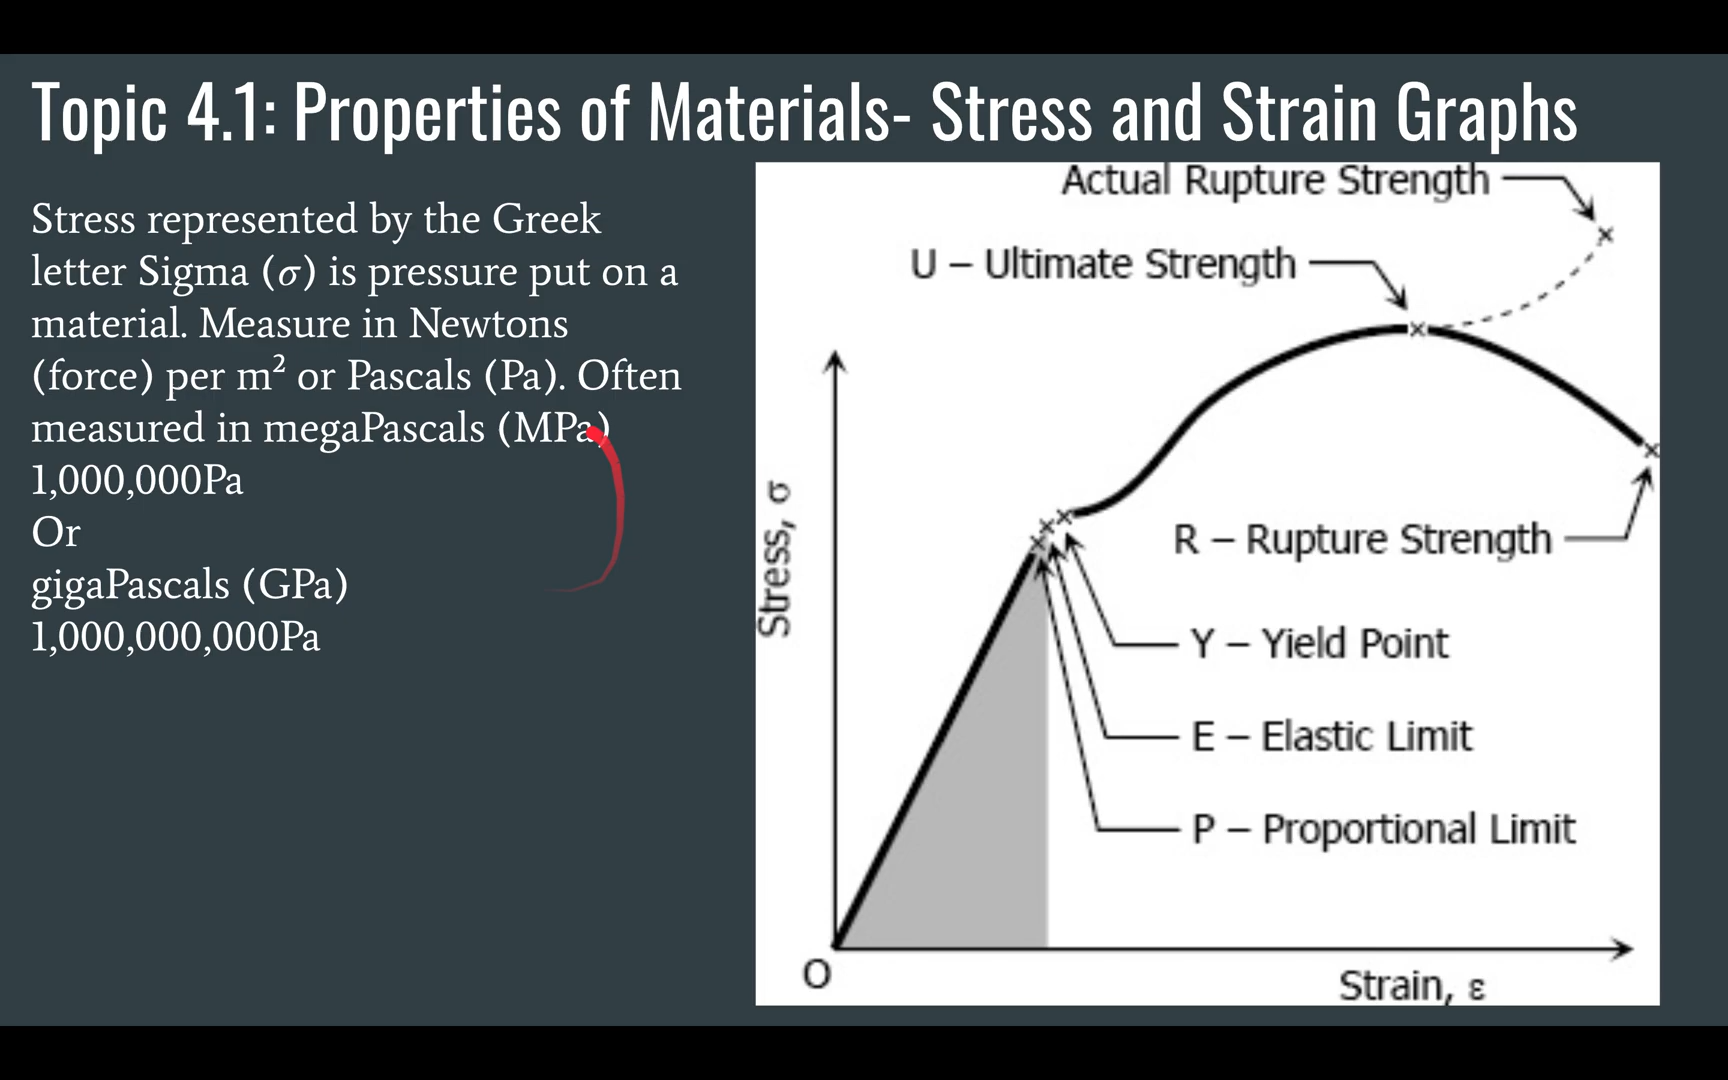 Topic 4.1: Properties of Materials- Stress and Strain Graphs
Stress represented by the Greek
letter Sigma (σ) is pressure put on a
material. Measure in Newtons
(force) per m² or Pascals (Pa). Often
measured in megaPascals (MPa)
1,000,000Pa
Or
gigaPascals (GPa)
1,000,000,000Pa
Actual Rupture Strength
U – Ultimate Strength
Stress, σ
R – Rupture Strength
Y – Yield Point
E – Elastic Limit
P – Proportional Limit
O
Strain, ε